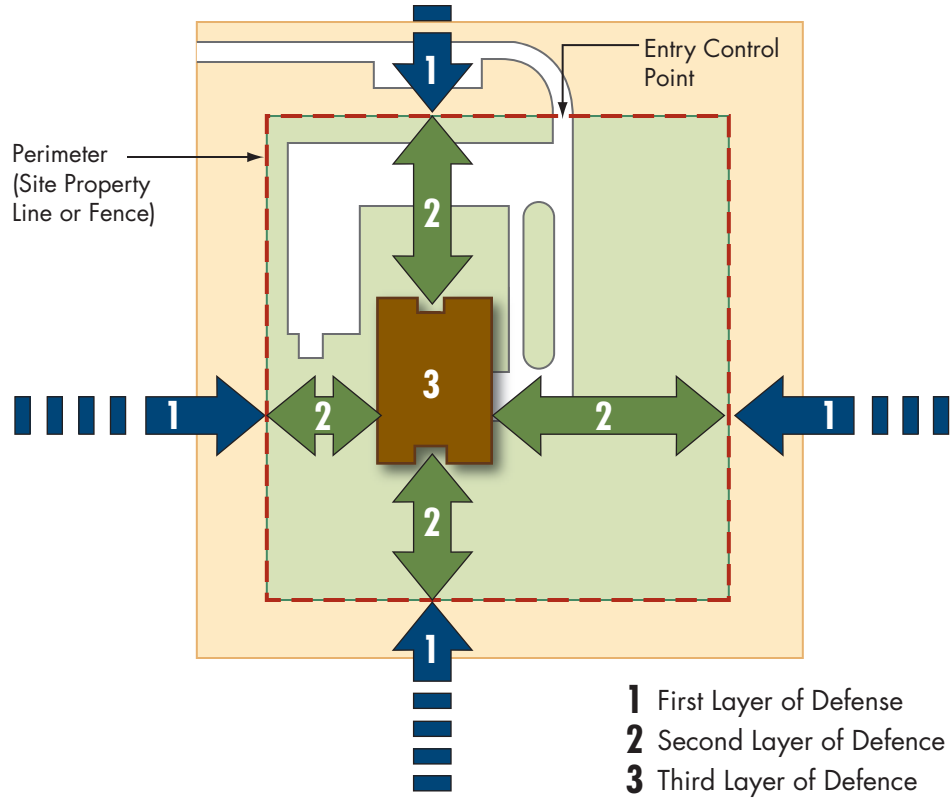 1
Entry Control
Point
Perimeter
(Site Property
Line or Fence)
2
3
1
2
2
1
2
1
1 First Layer of Defense
2 Second Layer of Defence
3 Third Layer of Defence